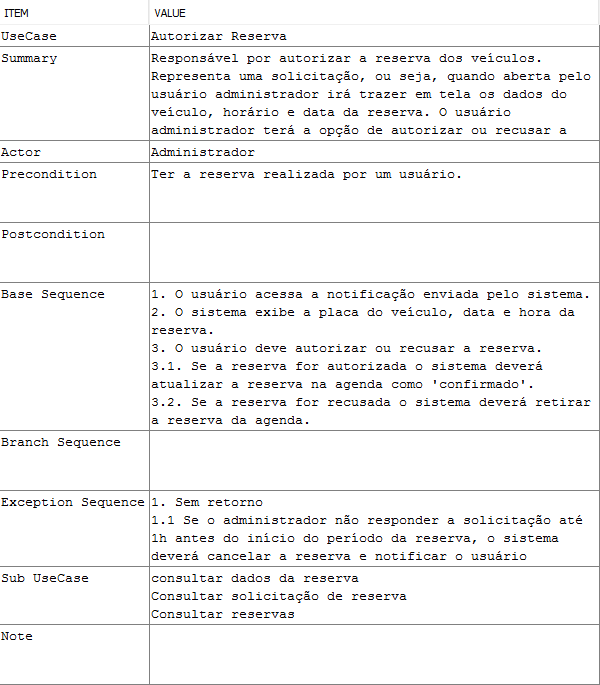 ITEM VALUE
UseCase Autorizar Reserva
Summary Responsável por autorizar a reserva dos veículos.
Representa uma solicitação, ou seja, quando aberta pelo
usuário administrador irá trazer em tela os dados do
veículo, horário e data da reserva. O usuário
administrador terá a opção de autorizar ou recusar a
Actor Administrador
Precondition Ter a reserva realizada por um usuário.
Postcondition
Base Sequence 1. O usuário acessa a notificação enviada pelo sistema.
2. O sistema exibe a placa do veículo, data e hora da
reserva.
3. O usuário deve autorizar ou recusar a reserva.
3.1. Se a reserva for autorizada o sistema deverá
atualizar a reserva na agenda como 'confirmado'.
3.2. Se a reserva for recusada o sistema deverá retirar
a reserva da agenda.
Branch Sequence
Exception Sequence 1. Sem retorno
1.1 Se o administrador não responder a solicitação até
1h antes do início do período da reserva, o sistema
deverá cancelar a reserva e notificar o usuário
Sub UseCase consultar dados da reserva
Consultar solicitação de reserva
Consultar reservas
Note